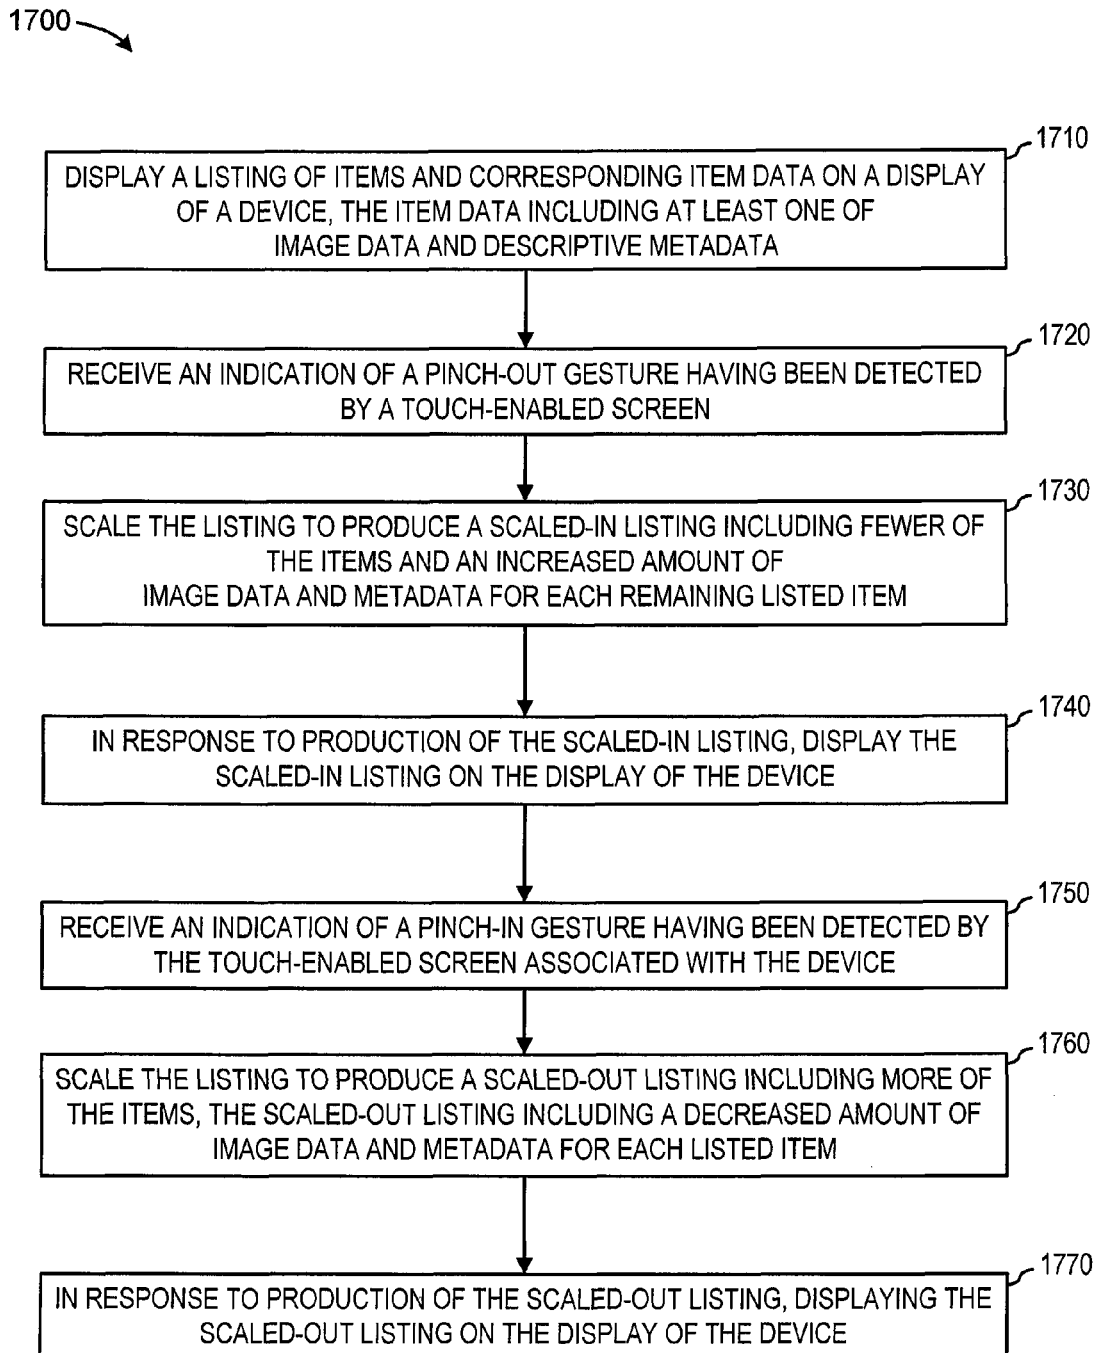 1700
1710
DISPLAY A LISTING OF ITEMS AND CORRESPONDING ITEM DATA ON A DISPLAY
OF A DEVICE, THE ITEM DATA INCLUDING AT LEAST ONE OF
IMAGE DATA AND DESCRIPTIVE METADATA
1720
RECEIVE AN INDICATION OF A PINCH-OUT GESTURE HAVING BEEN DETECTED
BY A TOUCH-ENABLED SCREEN
1730
SCALE THE LISTING TO PRODUCE A SCALED-IN LISTING INCLUDING FEWER OF
THE ITEMS AND AN INCREASED AMOUNT OF
IMAGE DATA AND METADATA FOR EACH REMAINING LISTED ITEM
1740
IN RESPONSE TO PRODUCTION OF THE SCALED-IN LISTING, DISPLAY THE
SCALED-IN LISTING ON THE DISPLAY OF THE DEVICE
1750
RECEIVE AN INDICATION OF A PINCH-IN GESTURE HAVING BEEN DETECTED BY
THE TOUCH-ENABLED SCREEN ASSOCIATED WITH THE DEVICE
1760
SCALE THE LISTING TO PRODUCE A SCALED-OUT LISTING INCLUDING MORE OF
THE ITEMS, THE SCALED-OUT LISTING INCLUDING A DECREASED AMOUNT OF
IMAGE DATA AND METADATA FOR EACH LISTED ITEM
1770
IN RESPONSE TO PRODUCTION OF THE SCALED-OUT LISTING, DISPLAYING THE
SCALED-OUT LISTING ON THE DISPLAY OF THE DEVICE